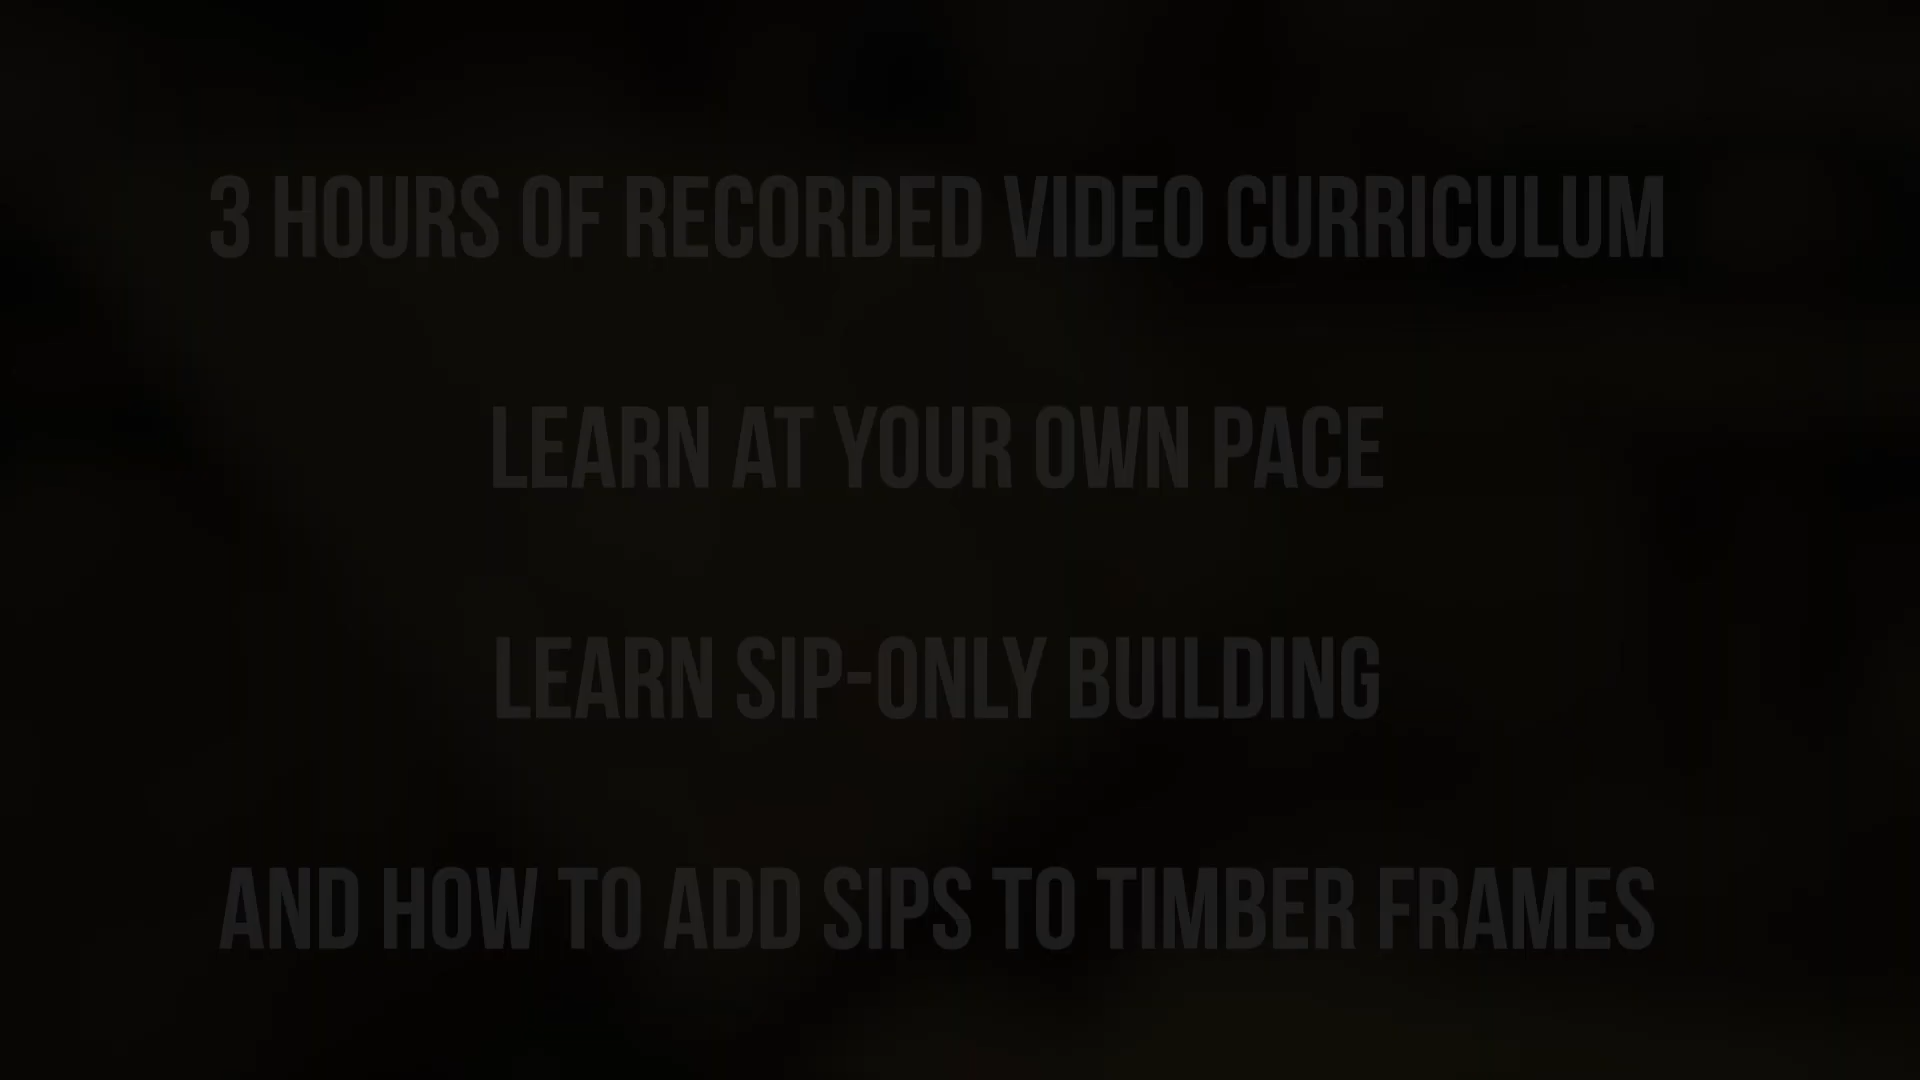 3 HOURS OF RECORDED VIDEO CURRICULUM
LEARN AT YOUR OWN PACE
LEARN SIP-ONLY BUILDING
AND HOW TO ADD SIPS TO TIMBER FRAMES